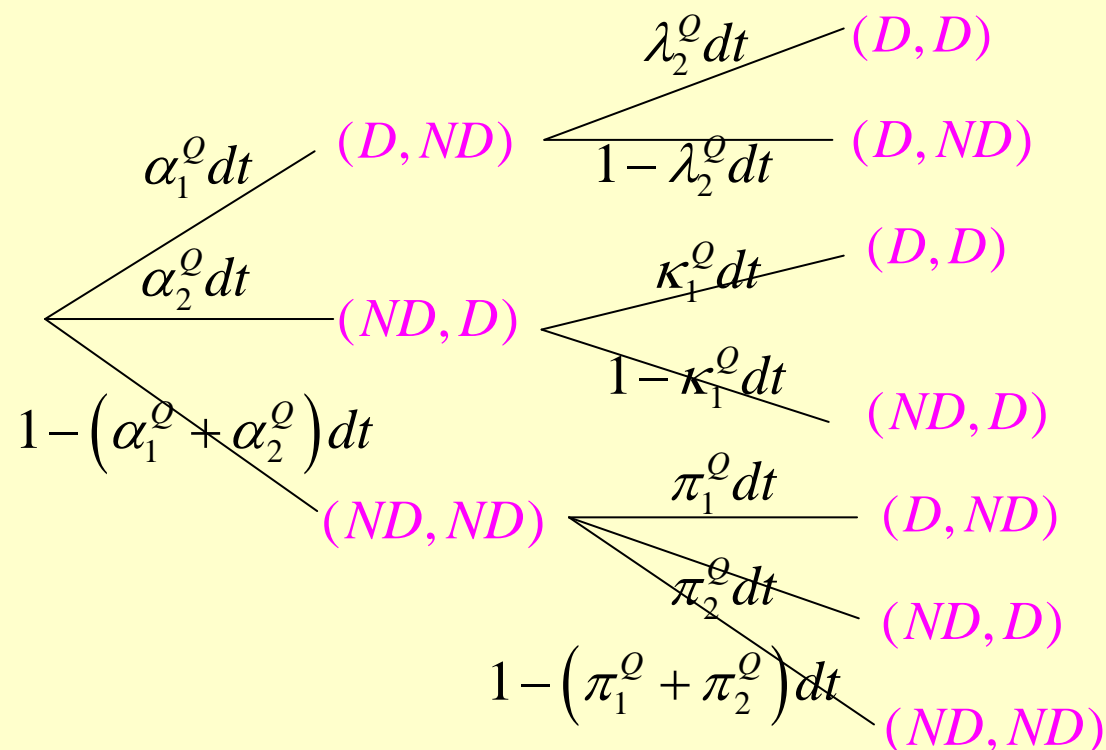 λ₂^Q dt
(D, D)
α₁^Q dt
(D, ND)
1 − λ₂^Q dt
(D, ND)
α₂^Q dt
κ₁^Q dt
(D, D)
(ND, D)
1 − κ₁^Q dt
(ND, D)
1 − (α₁^Q + α₂^Q) dt
π₁^Q dt
(D, ND)
(ND, ND)
π₂^Q dt
(ND, D)
1 − (π₁^Q + π₂^Q) dt
(ND, ND)